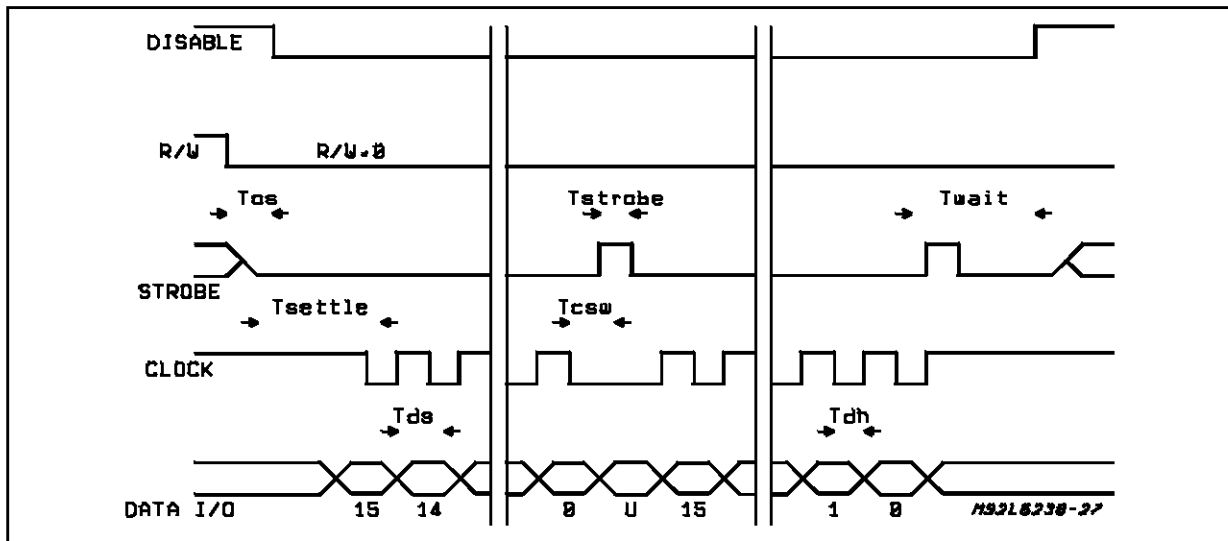 DISABLE
R/W R/W=0
Tos Tstrobe Twait
STROBE
Tsettle Tcsw
CLOCK
Tds Tdh
DATA I/O 15 14 0 U 15 1 0 M92L6238-27